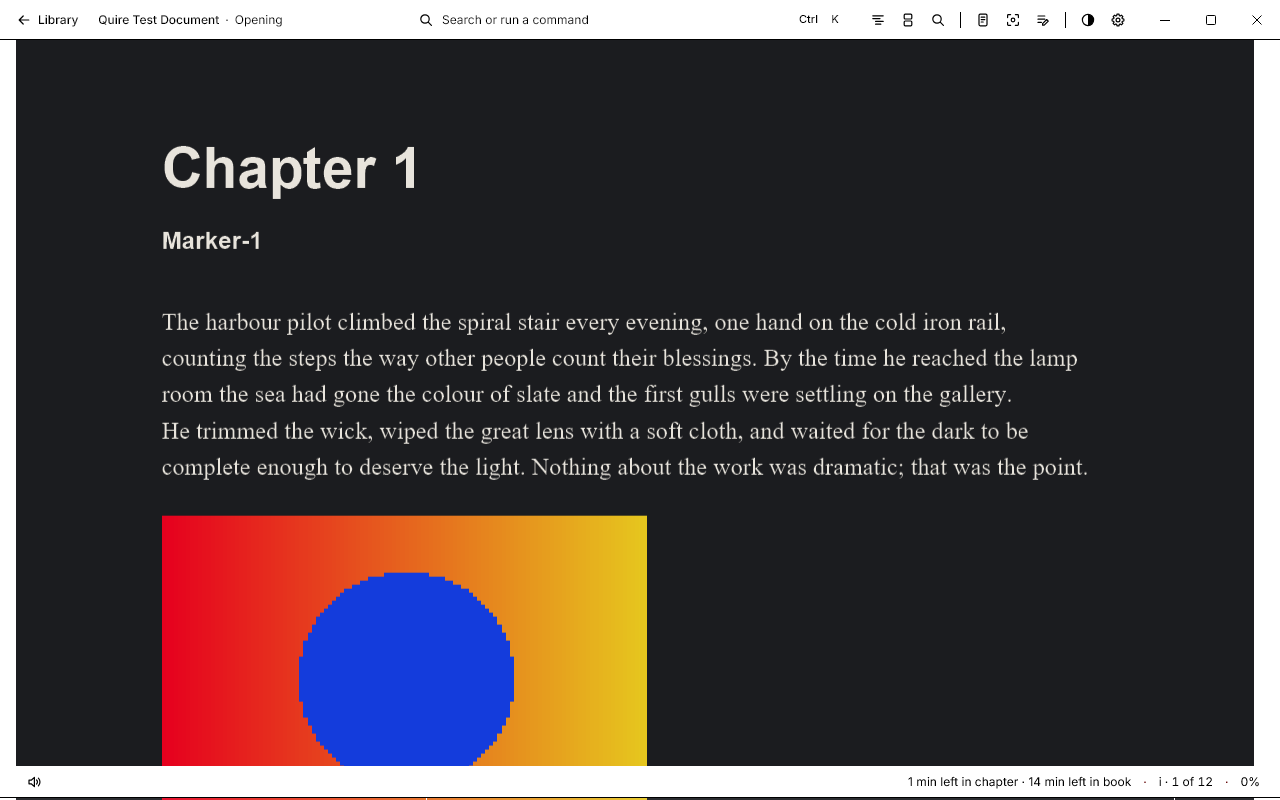 Library Quire Test Document · Opening Search or run a command Ctrl K
Chapter 1
Marker-1
The harbour pilot climbed the spiral stair every evening, one hand on the cold iron rail,
counting the steps the way other people count their blessings. By the time he reached the lamp
room the sea had gone the colour of slate and the first gulls were settling on the gallery.
He trimmed the wick, wiped the great lens with a soft cloth, and waited for the dark to be
complete enough to deserve the light. Nothing about the work was dramatic; that was the point.
1 min left in chapter · 14 min left in book · i · 1 of 12 · 0%